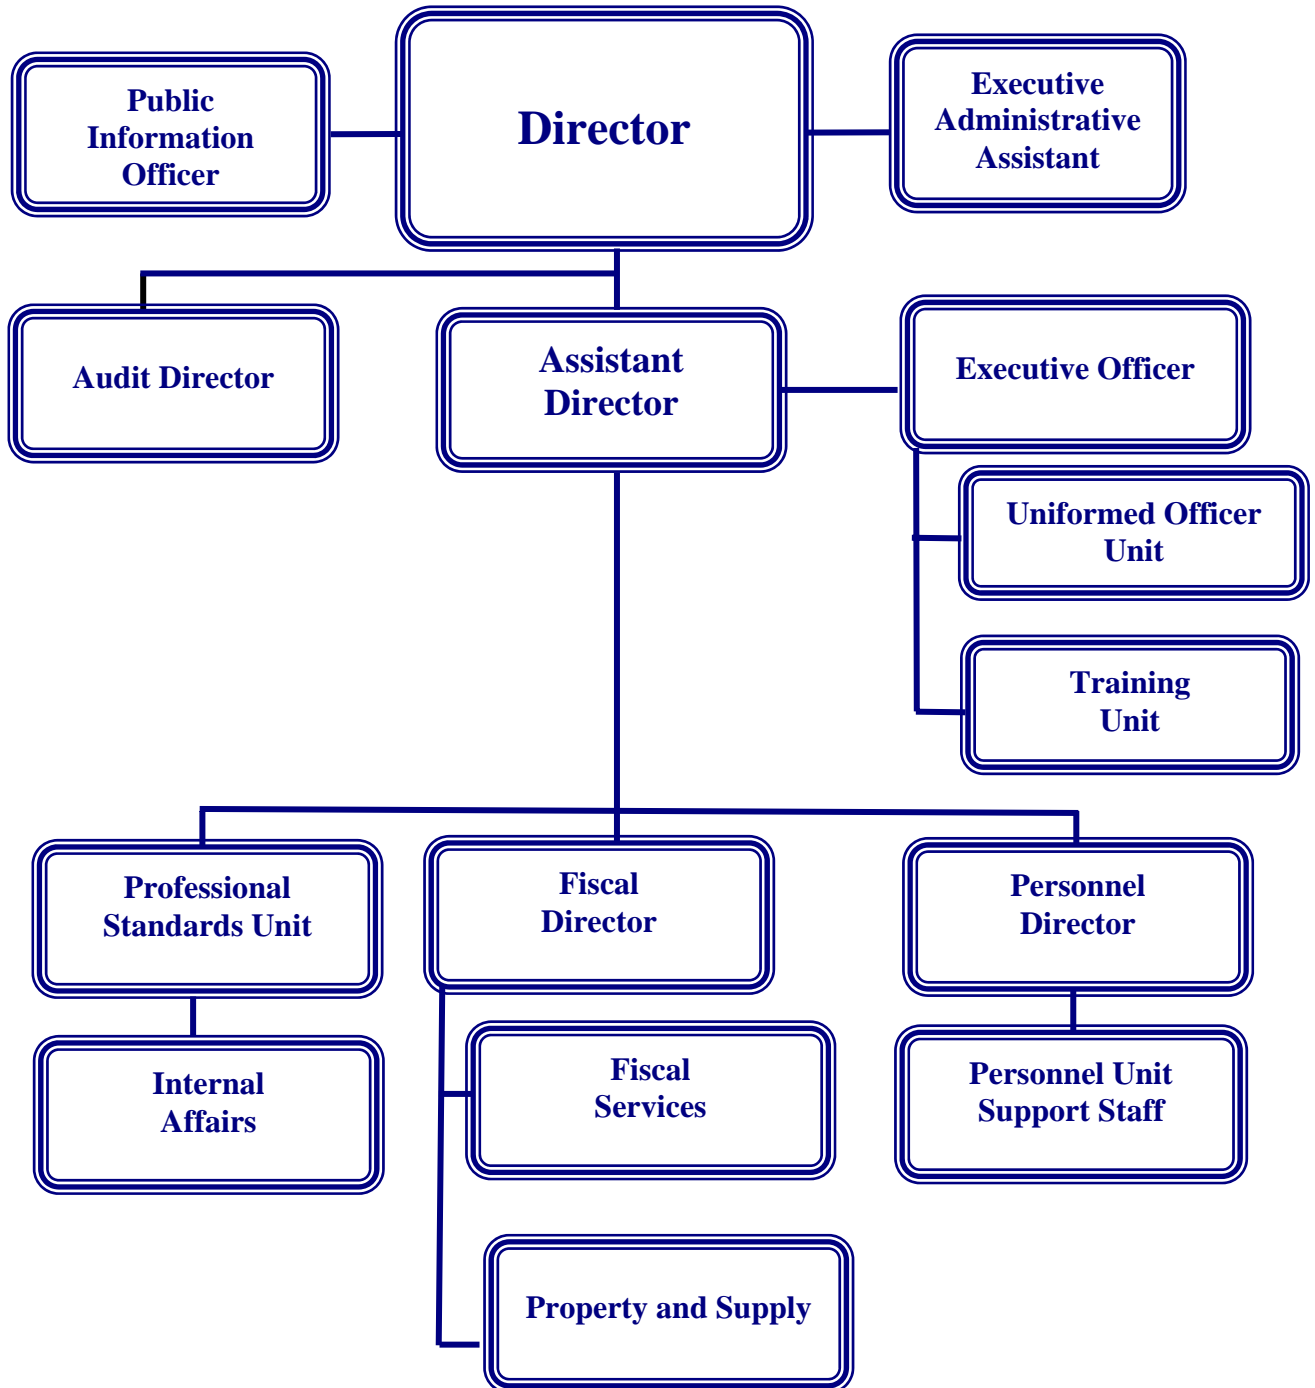 Public
Information
Officer
Director
Executive
Administrative
Assistant
Audit Director
Assistant
Director
Executive Officer
Uniformed Officer
Unit
Training
Unit
Professional
Standards Unit
Fiscal
Director
Personnel
Director
Internal
Affairs
Fiscal
Services
Personnel Unit
Support Staff
Property and Supply